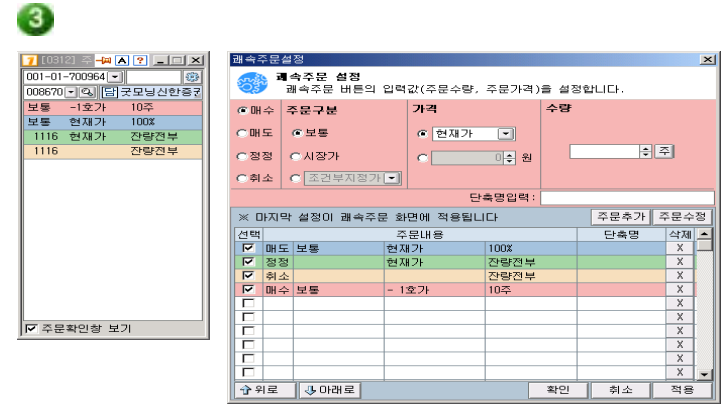 3
[0312] 주 A ?
001-01-700964
008670 굿모닝신한증권
보통 -1호가 10주
보통 현재가 100%
1116 현재가 잔량전부
1116 잔량전부
주문확인창 보기
쾌속주문설정
쾌속주문 설정
쾌속주문 버튼의 입력값(주문수량, 주문가격)을 설정합니다.
매수 주문구분 가격 수량
매도 보통 현재가
주
정정 시장가 0 원
취소 조건부지정가
단축명입력:
※ 마지막 설정이 쾌속주문 화면에 적용됩니다 주문추가 주문수정
선택 주문내용 단축명 삭제
매도 보통 현재가 100% X
정정 현재가 잔량전부 X
취소 잔량전부 X
매수 보통 - 1호가 10주 X
X
X
X
X
X
X
위로 아래로 확인 취소 적용